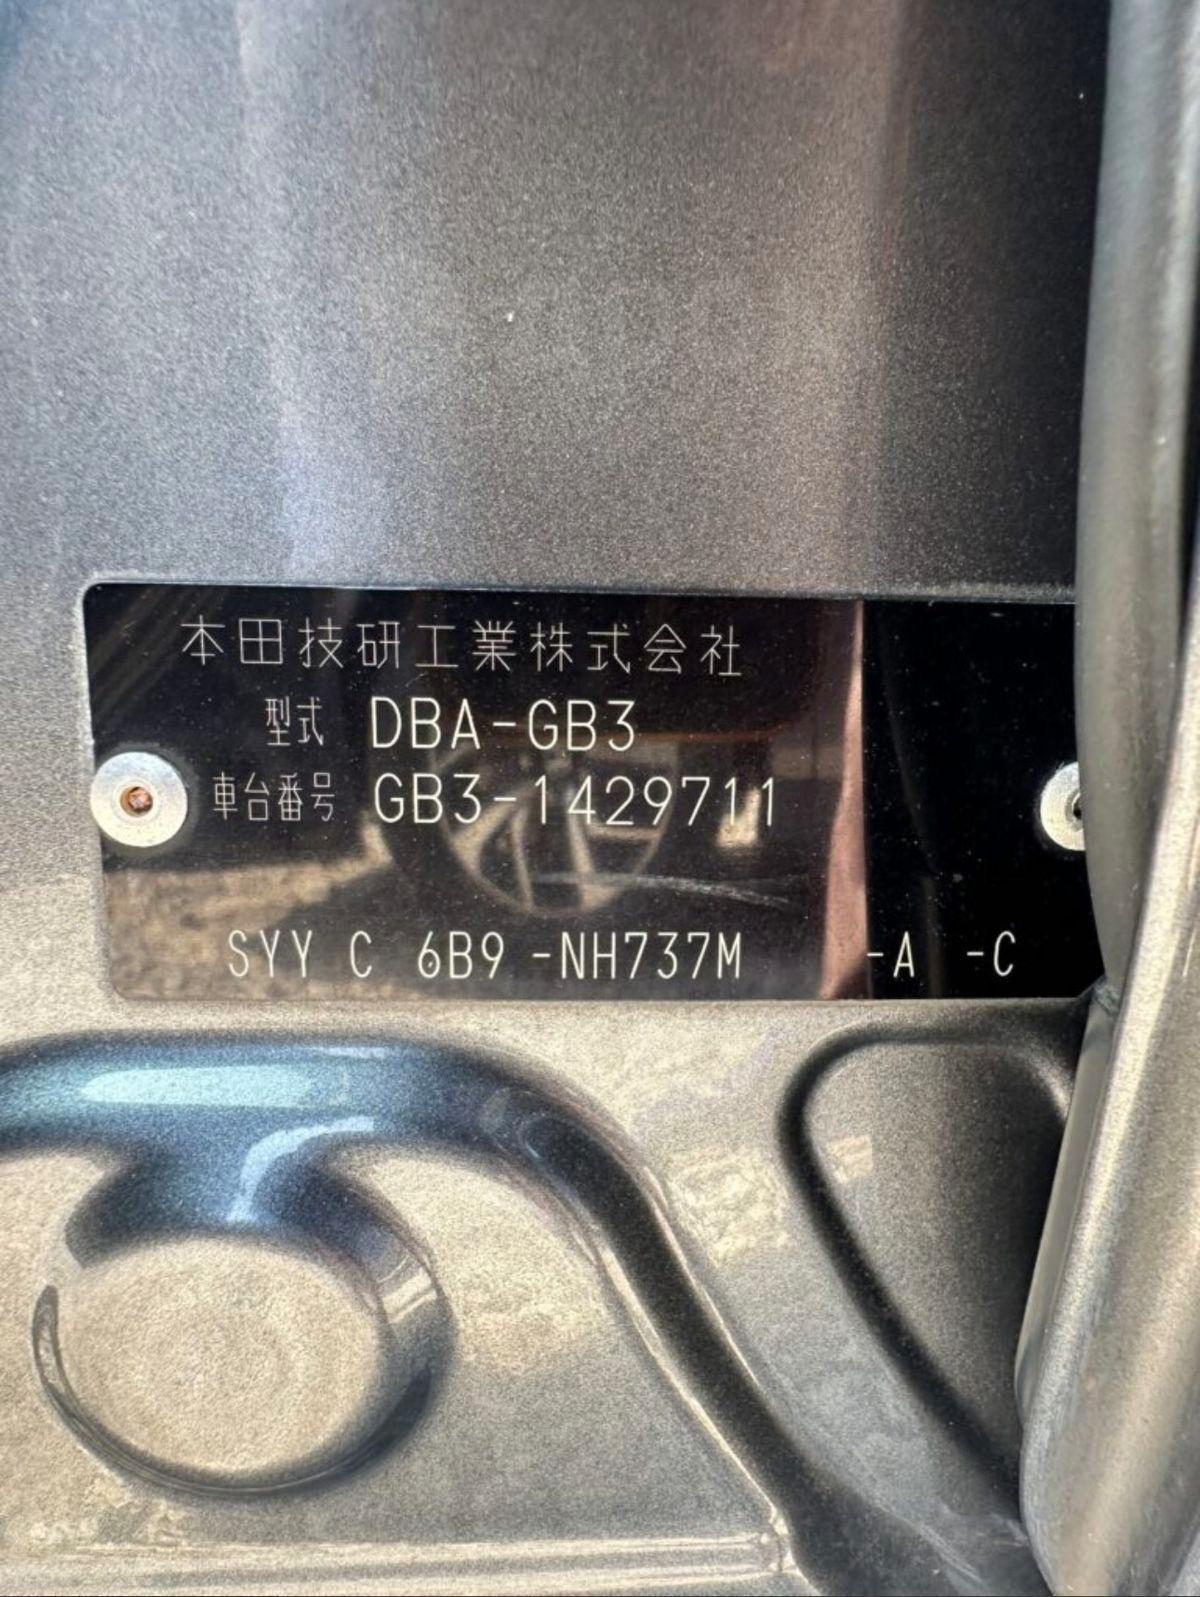 本田技研工業株式会社
型式 DBA-GB3
車台番号 GB3-1429711
SYY C 6B9 -NH737M -A -C